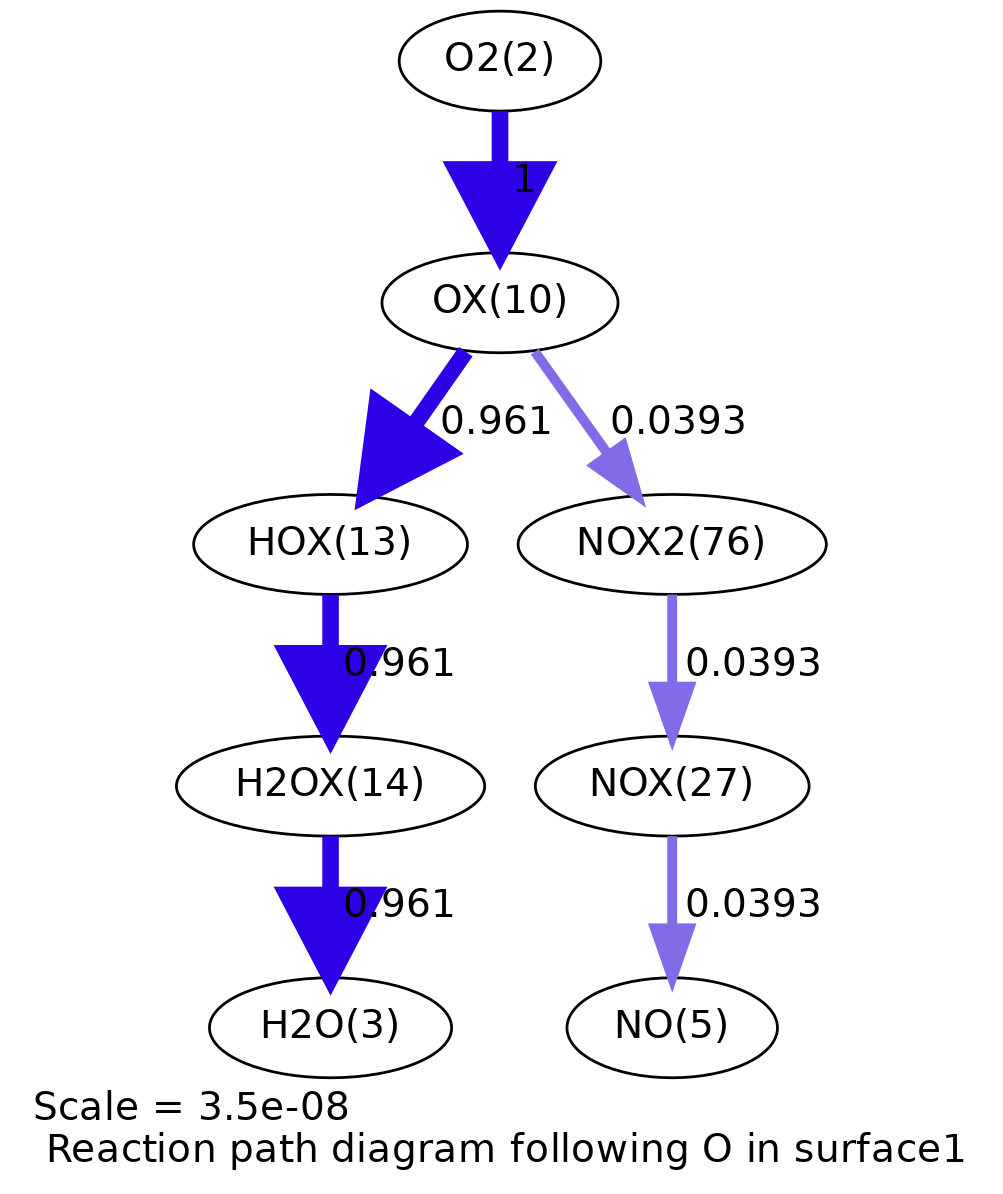 O2(2)
1
OX(10)
0.961
0.0393
HOX(13)
NOX2(76)
0.961
0.0393
H2OX(14)
NOX(27)
0.961
0.0393
H2O(3)
NO(5)
Scale = 3.5e-08
Reaction path diagram following O in surface1